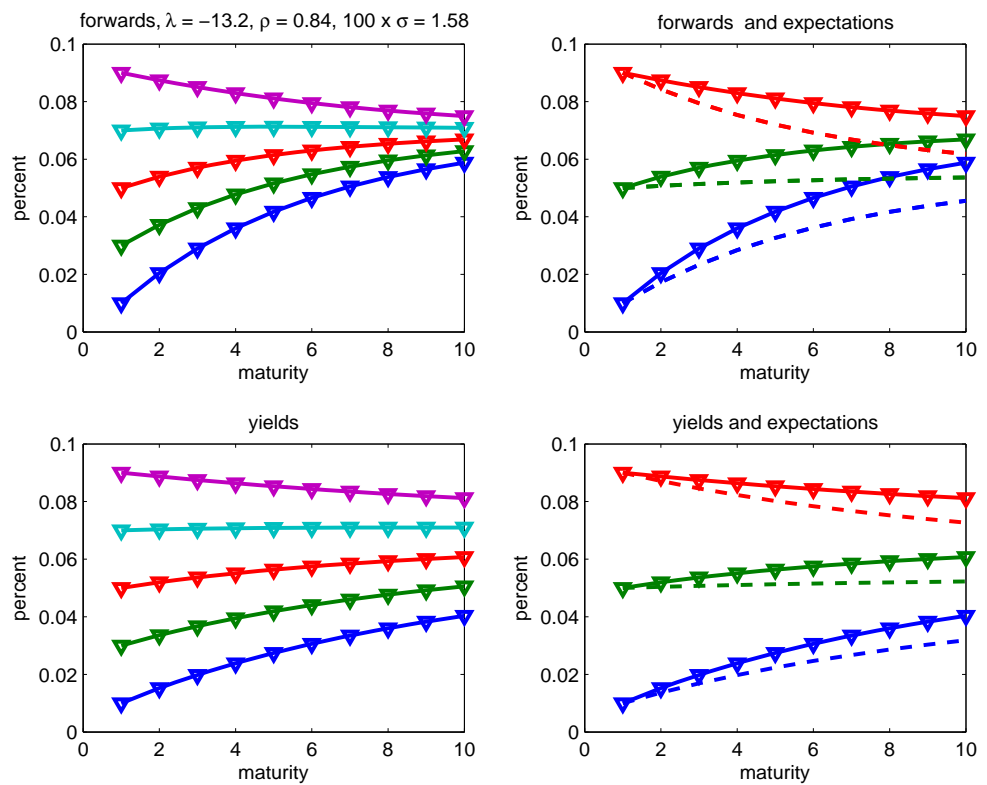 forwards, λ = −13.2, ρ = 0.84, 100 x σ = 1.58
0.1
0.08
0.06
0.04
0.02
0
percent
0 2 4 6 8 10
maturity
forwards and expectations
0.1
0.08
0.06
0.04
0.02
0
percent
0 2 4 6 8 10
maturity
yields
0.1
0.08
0.06
0.04
0.02
0
percent
0 2 4 6 8 10
maturity
yields and expectations
0.1
0.08
0.06
0.04
0.02
0
percent
0 2 4 6 8 10
maturity